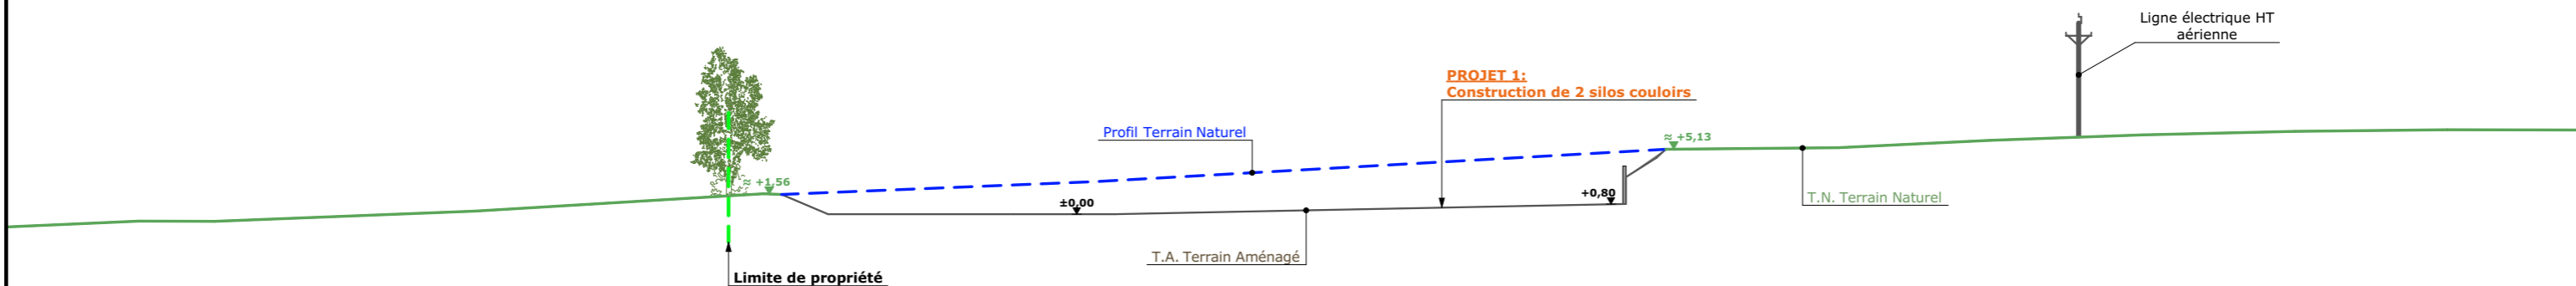 Ligne électrique HT
aérienne
PROJET 1:
Construction de 2 silos couloirs
Profil Terrain Naturel
≈ +5,13
≈ +1,56
+0,80
±0,00
T.N. Terrain Naturel
T.A. Terrain Aménagé
Limite de propriété